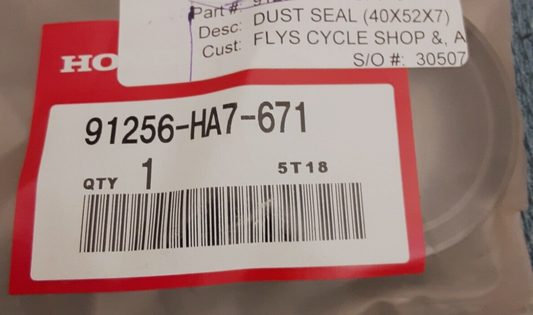 Part #:
Desc: DUST SEAL (40X52X7)
Cust: FLYS CYCLE SHOP &, A
S/O #: 30507
HO
91256-HA7-671
QTY 1 5T18